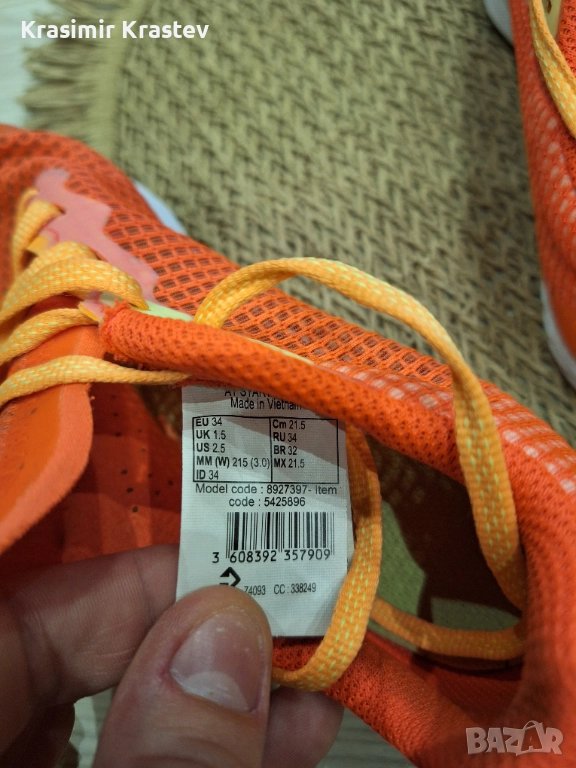 Krasimir Krastev
Made in Vietnam
EU 34 Cm 21.5
UK 1.5 RU 34
US 2.5 BR 32
MM (W) 215 (3.0) MX 21.5
ID 34
Model code : 8927397- Item
code : 5425896
3 608392 357909
74093 CC : 338249
BAZAR